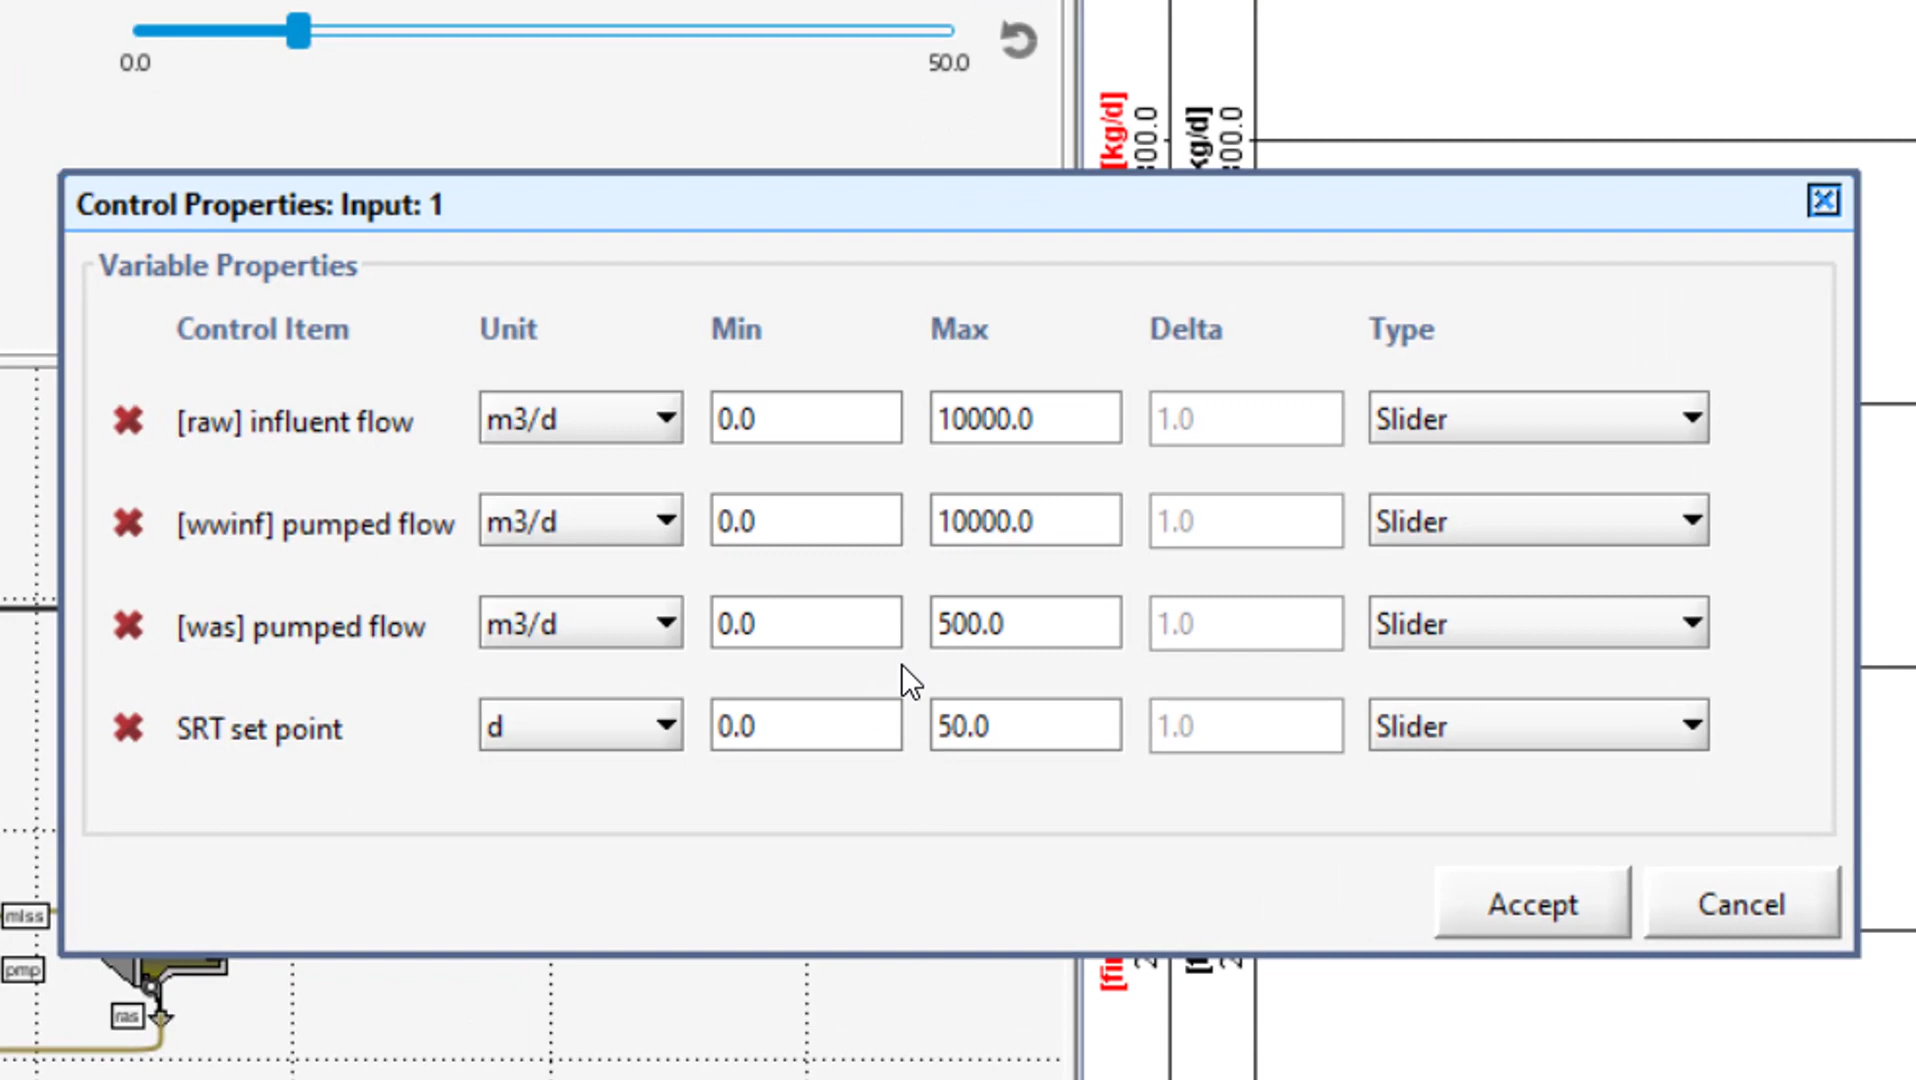 0.0 50.0
[kg/d]
Control Properties: Input: 1
Variable Properties
Control Item Unit Min Max Delta Type
[raw] influent flow m3/d 0.0 10000.0 1.0 Slider
[wwinf] pumped flow m3/d 0.0 10000.0 1.0 Slider
[was] pumped flow m3/d 0.0 500.0 1.0 Slider
SRT set point d 0.0 50.0 1.0 Slider
Accept Cancel
mlss
pmp
ras